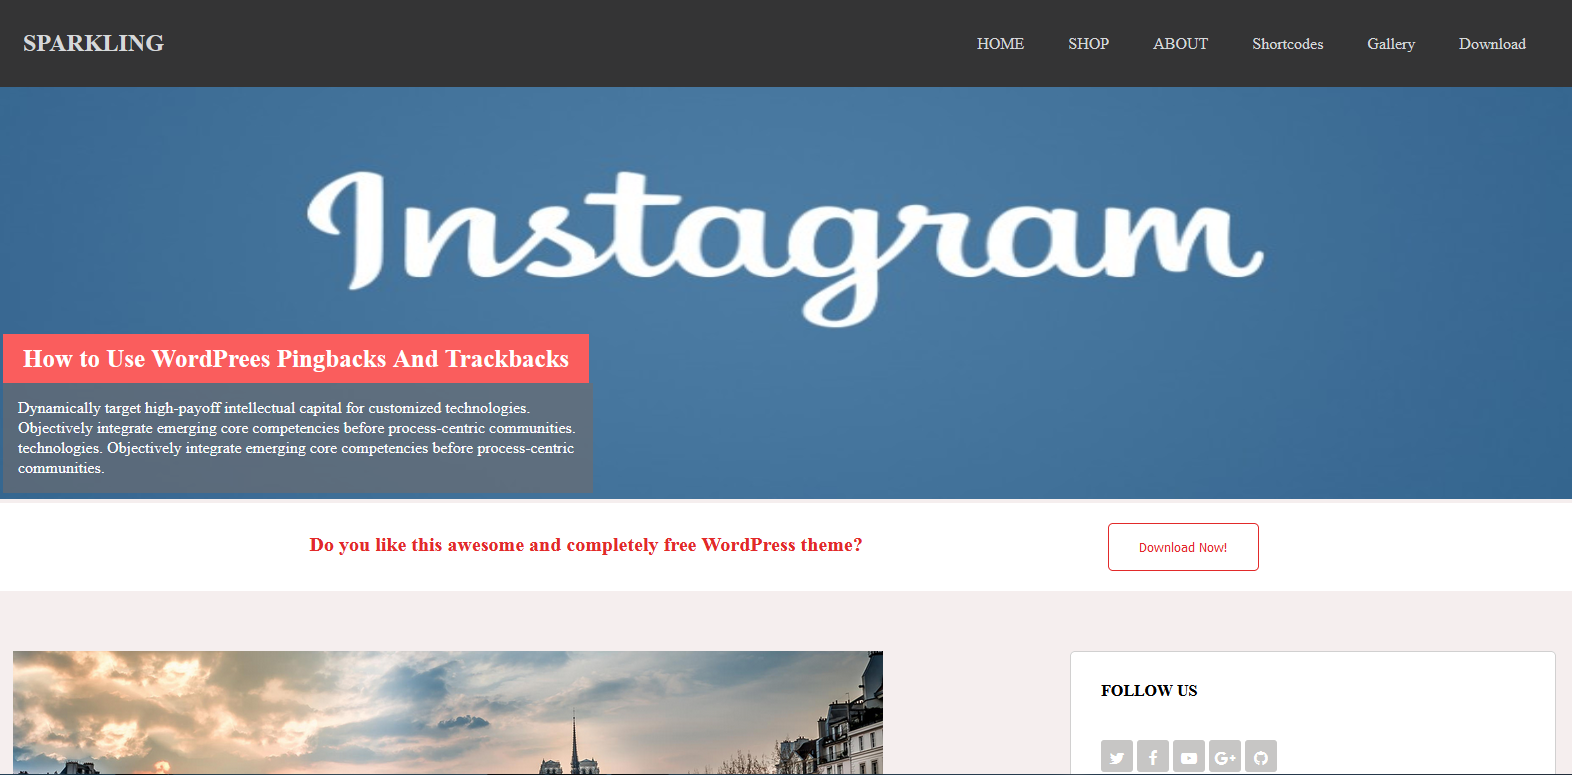 SPARKLING
HOME SHOP ABOUT Shortcodes Gallery Download
Instagram
How to Use WordPrees Pingbacks And Trackbacks
Dynamically target high-payoff intellectual capital for customized technologies.
Objectively integrate emerging core competencies before process-centric communities.
technologies. Objectively integrate emerging core competencies before process-centric
communities.
Do you like this awesome and completely free WordPress theme?
Download Now!
FOLLOW US